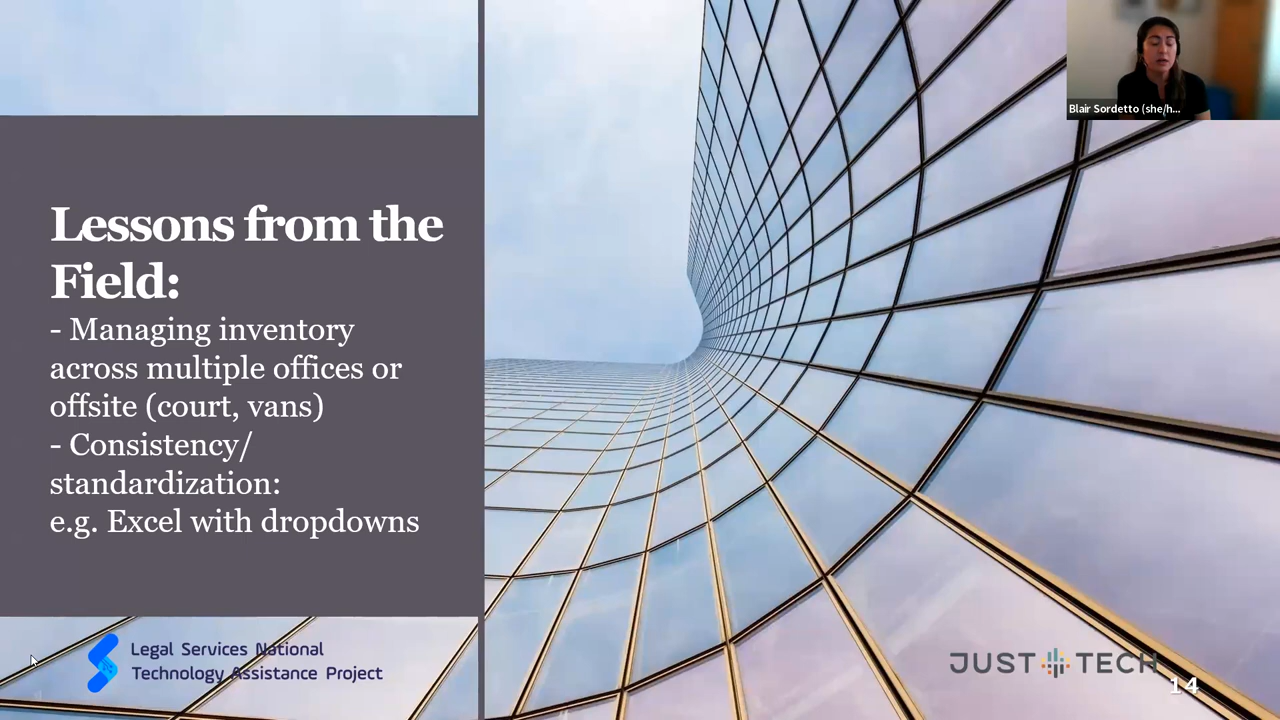 Blair Sordetto (she/h...
Lessons from the
Field:
- Managing inventory
across multiple offices or
offsite (court, vans)
- Consistency/
standardization:
e.g. Excel with dropdowns
Legal Services National
Technology Assistance Project
JUST TECH
14